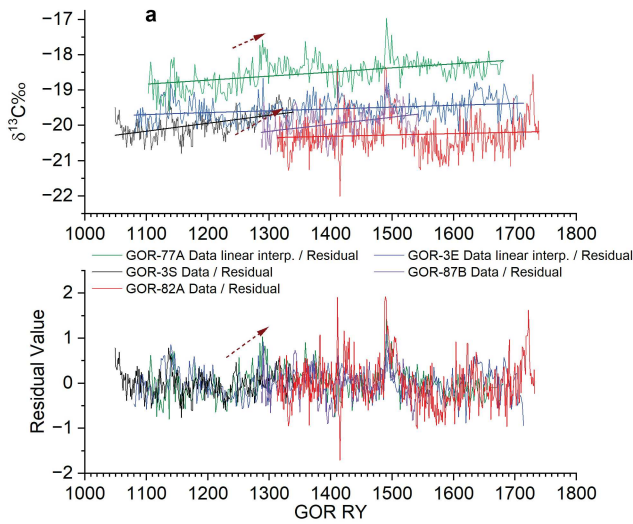 a
−17
−18
−19
−20
−21
−22
δ¹³C‰
1000 1100 1200 1300 1400 1500 1600 1700 1800
GOR-77A Data linear interp. / Residual GOR-3E Data linear interp. / Residual
GOR-3S Data / Residual GOR-87B Data / Residual
GOR-82A Data / Residual
2
1
0
−1
−2
Residual Value
1000 1100 1200 1300 1400 1500 1600 1700 1800
GOR RY